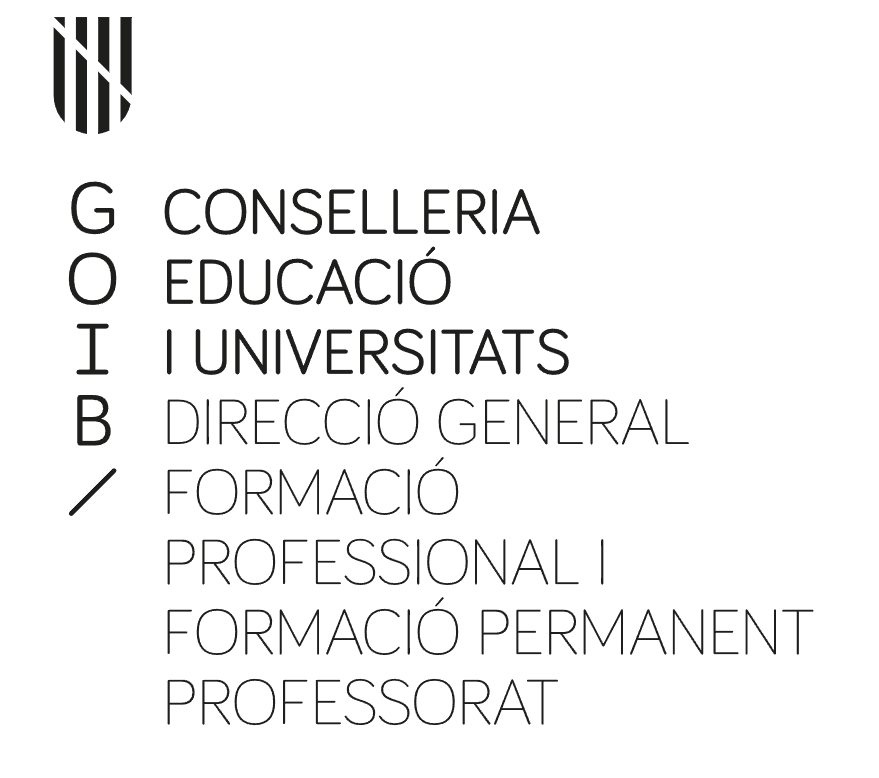 G CONSELLERIA
O EDUCACIÓ
I I UNIVERSITATS
B DIRECCIÓ GENERAL
/ FORMACIÓ
PROFESSIONAL I
FORMACIÓ PERMANENT
PROFESSORAT